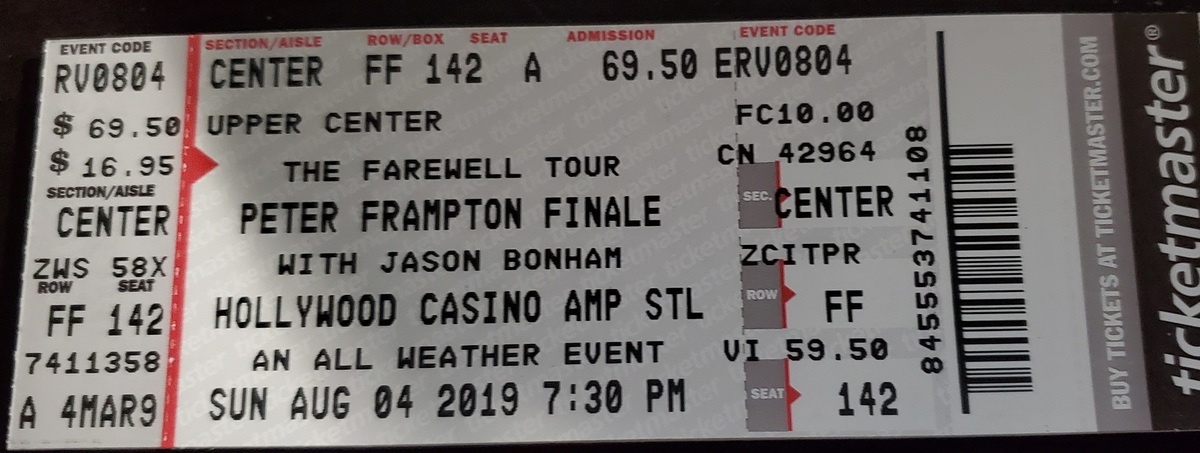 EVENT CODE
RV0804
$ 69.50
$ 16.95
SECTION/AISLE
CENTER
ZWS 58X
ROW SEAT
FF 142
7411358
A 4MAR9
SECTION/AISLE ROW/BOX SEAT ADMISSION EVENT CODE
CENTER FF 142 A 69.50 ERV0804
UPPER CENTER
THE FAREWELL TOUR
PETER FRAMPTON FINALE
WITH JASON BONHAM
HOLLYWOOD CASINO AMP STL
AN ALL WEATHER EVENT
SUN AUG 04 2019 7:30 PM
FC10.00
CN 42964
SEC. CENTER
ZCITPR
ROW FF
VI 59.50
SEAT 142
845553741108
BUY TICKETS AT TICKETMASTER.COM
ticketmaster®